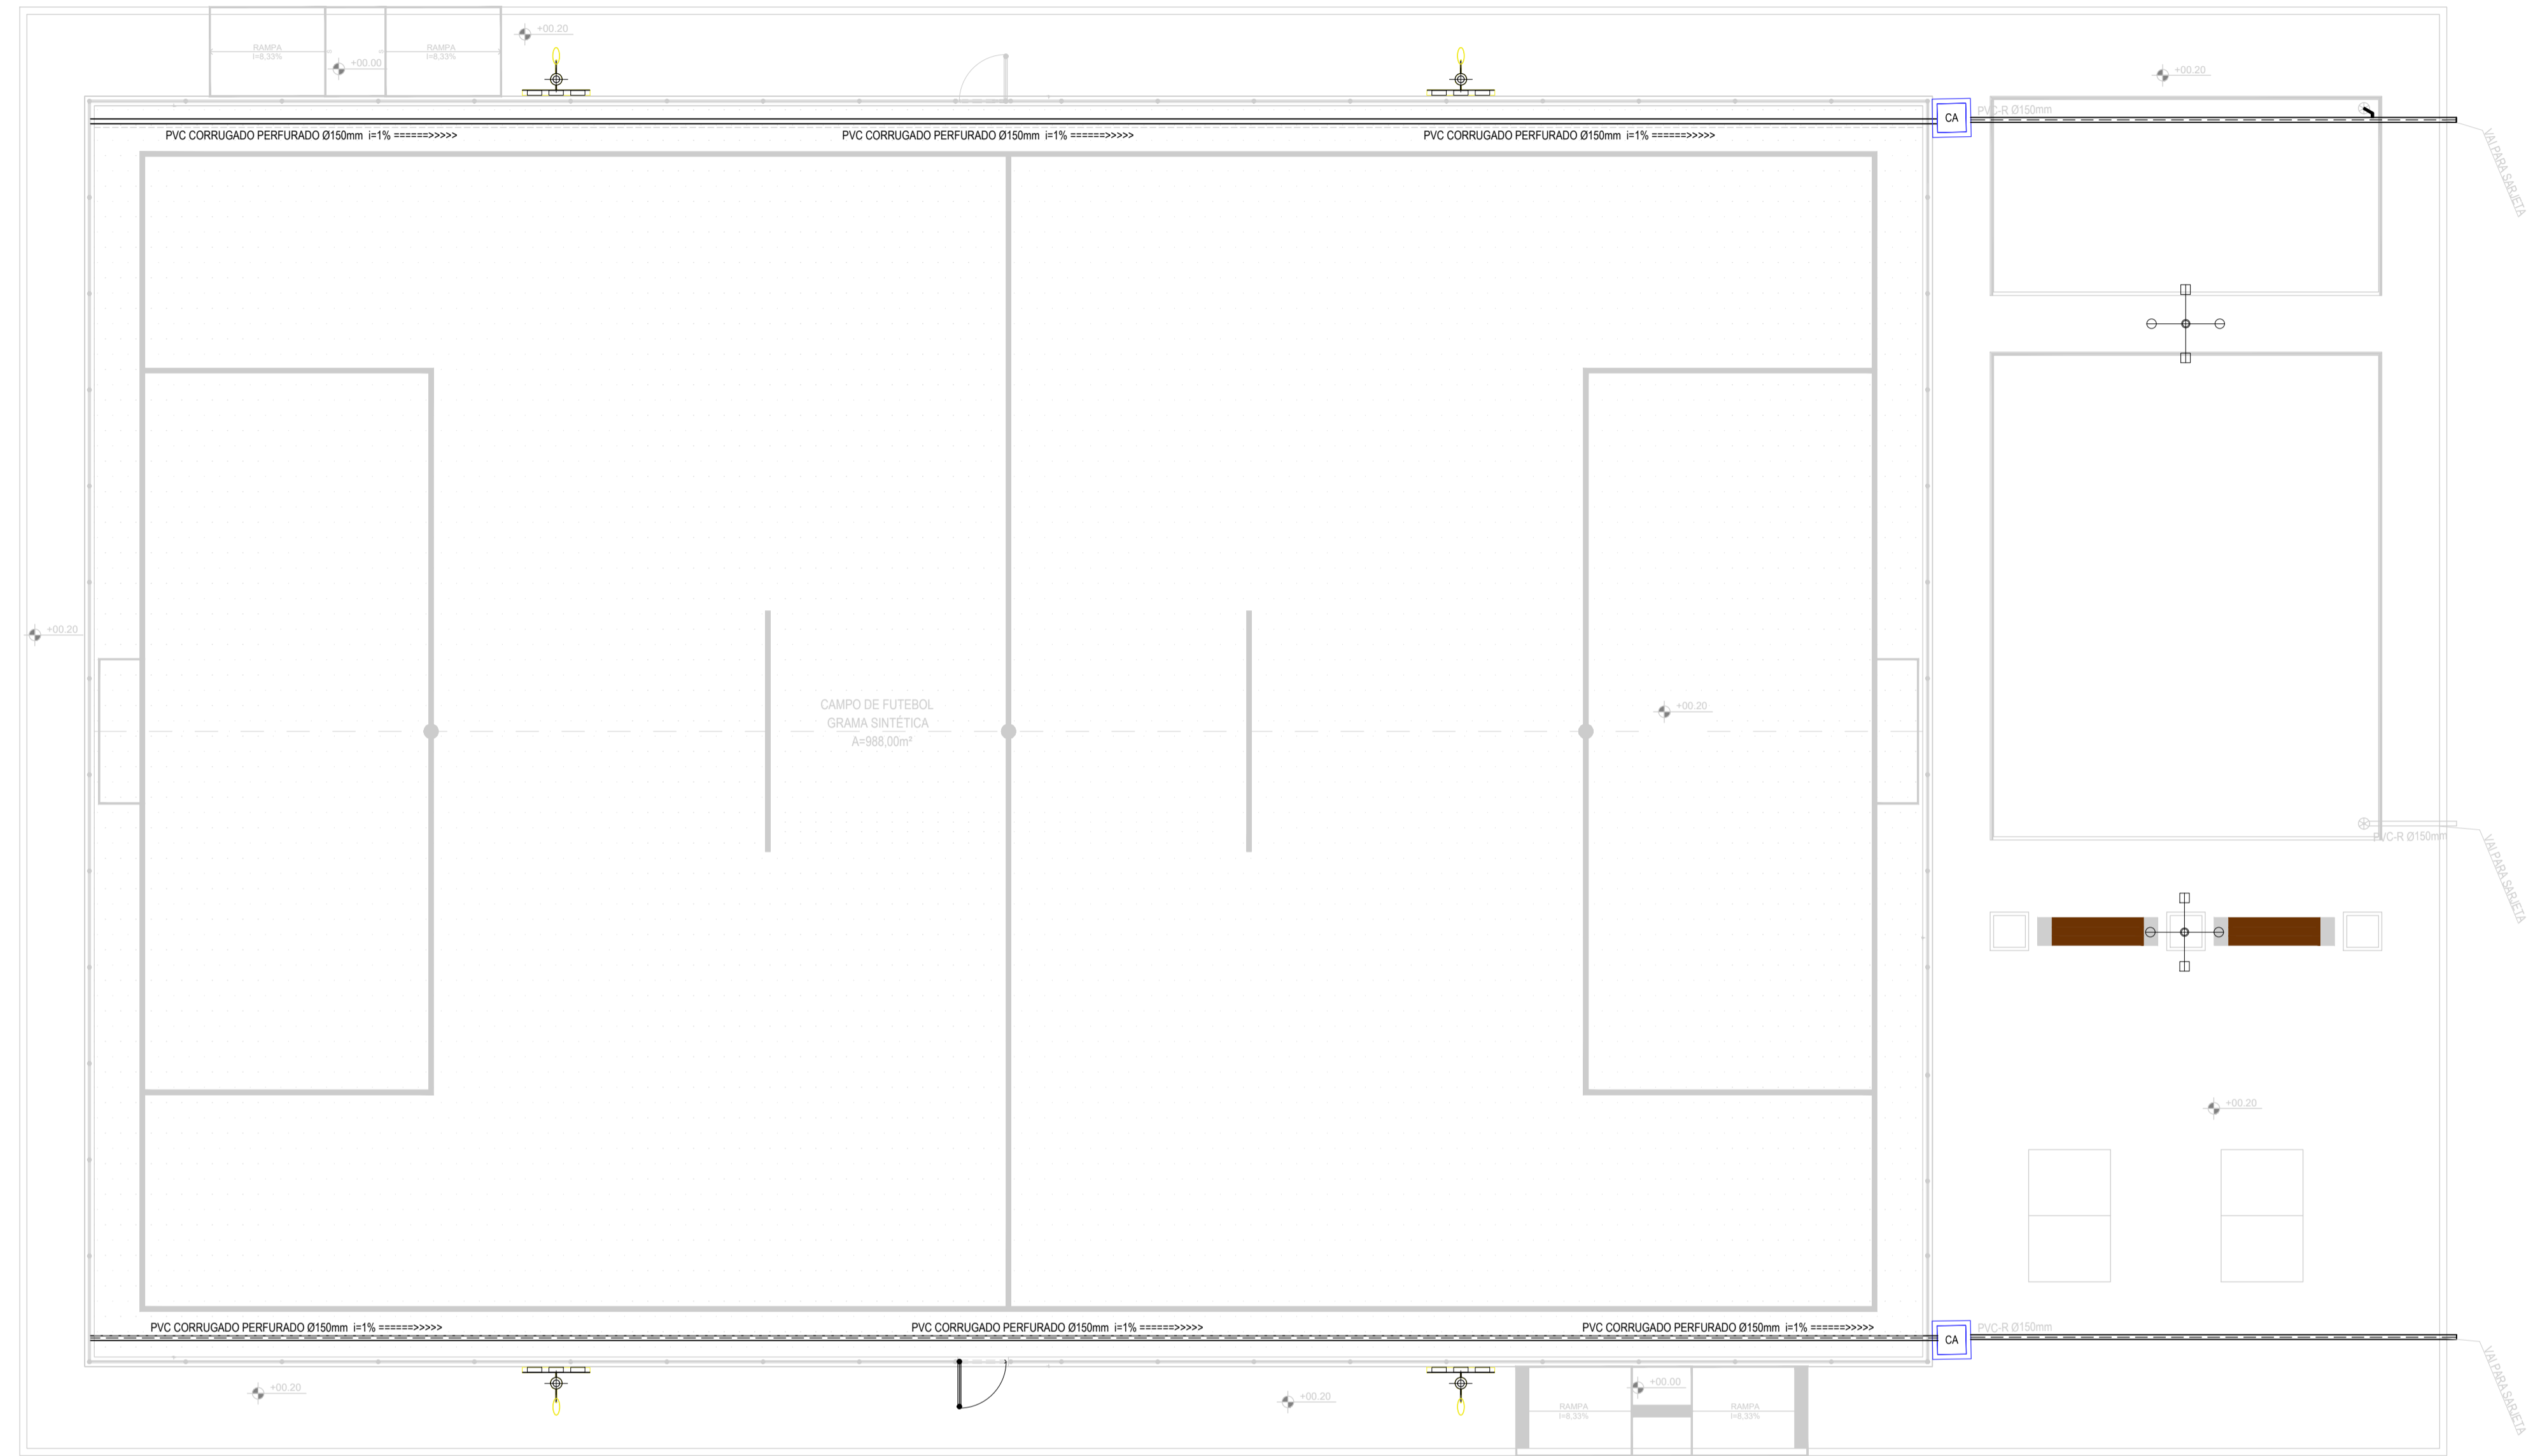 +00.20
RAMPA
I=8,33%
RAMPA
I=8,33%
+00.00
+00.20
PVC-R Ø150mm
CA
PVC CORRUGADO PERFURADO Ø150mm i=1% ======>>>>>
PVC CORRUGADO PERFURADO Ø150mm i=1% ======>>>>>
PVC CORRUGADO PERFURADO Ø150mm i=1% ======>>>>>
VAI PARA SARJETA
+00.20
CAMPO DE FUTEBOL
GRAMA SINTÉTICA
A=988,00m²
+00.20
PVC-R Ø150mm
VAI PARA SARJETA
+00.20
PVC CORRUGADO PERFURADO Ø150mm i=1% ======>>>>>
PVC CORRUGADO PERFURADO Ø150mm i=1% ======>>>>>
PVC CORRUGADO PERFURADO Ø150mm i=1% ======>>>>>
PVC-R Ø150mm
CA
VAI PARA SARJETA
+00.20
+00.20
+00.00
RAMPA
I=8,33%
RAMPA
I=8,33%